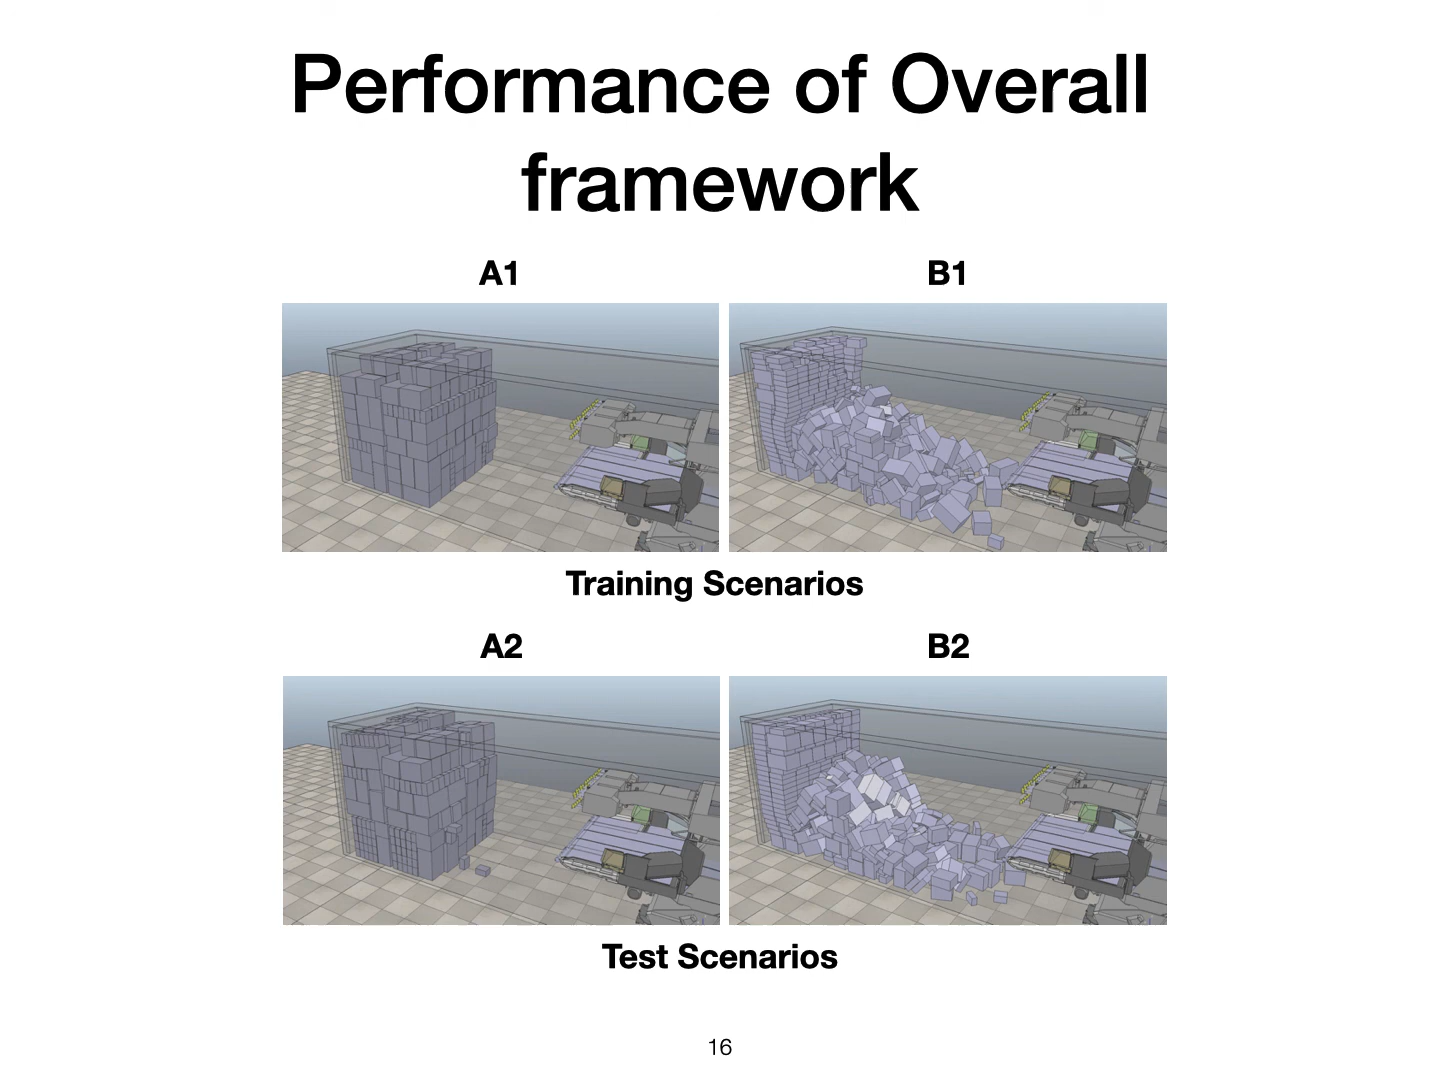 Performance of Overall
framework
A1
B1
Training Scenarios
A2
B2
Test Scenarios
16